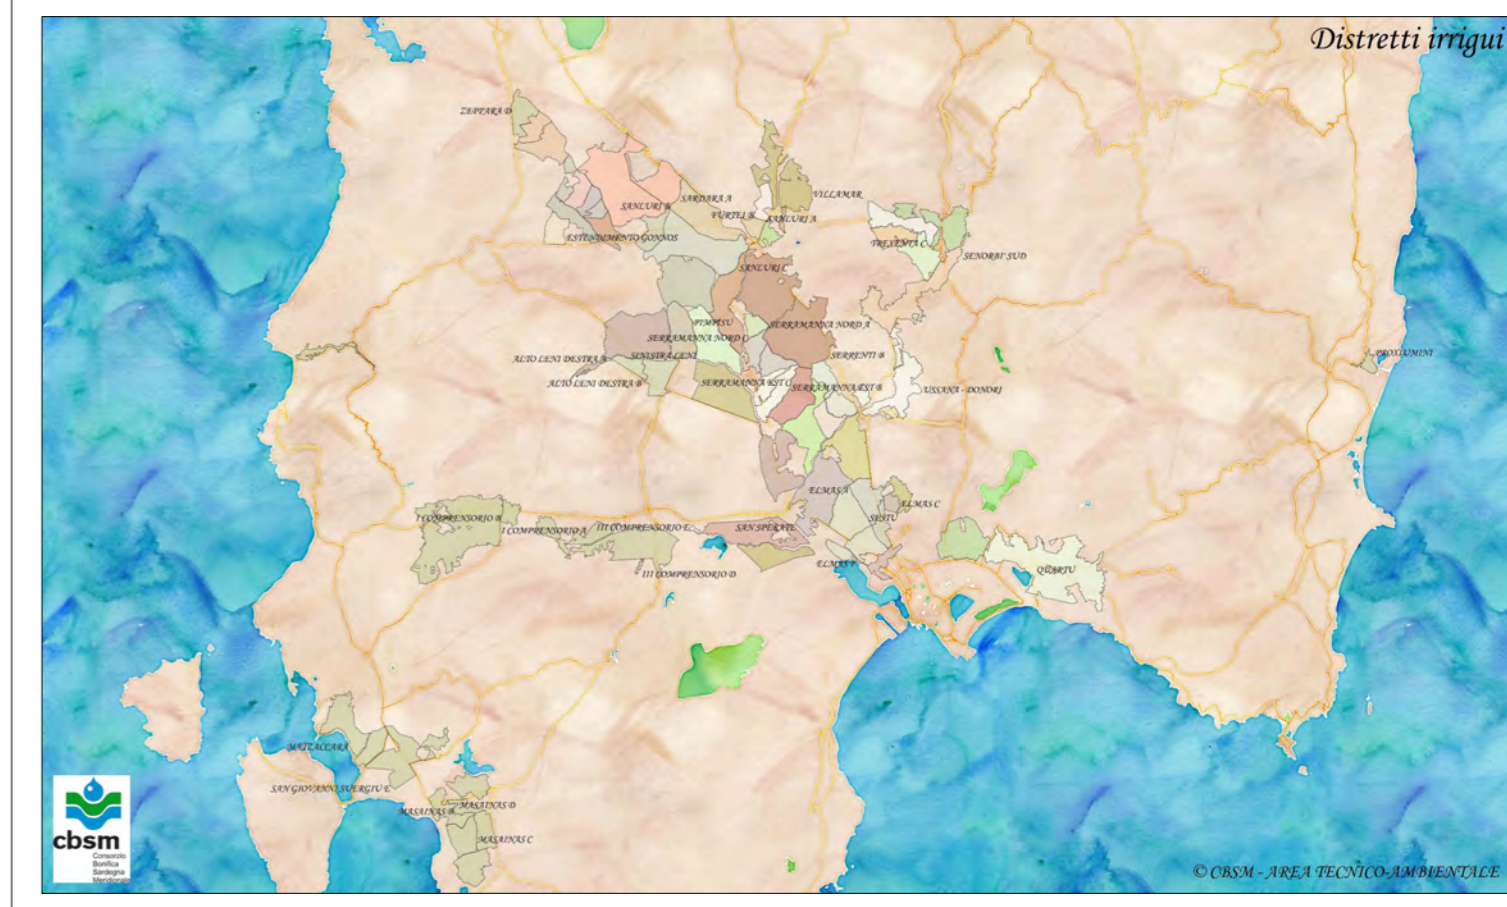 Distretti irrigui
ZEPPARA D
SANLURI B
SARDARA A
VILLAMAR
FURTEI B
SANLURI A
ESTENDIMENTO GONNOS
TREXENTA C
SENORBI' SUD
SANLURI C
PIMPISU
SERRAMANNA NORD A
SERRAMANNA NORD C
ALTO LENI DESTRA A
SINISTRA LENI
SERRENTI B
PROXIUMINI
ALTO LENI DESTRA B
SERRAMANNA EST C
SERRAMANNA EST B
USSANA - DONORI
ELMAS A
ELMAS C
I COMPRENSORIO B
I COMPRENSORIO A
III COMPRENSORIO E
SAN SPERATE
SESTU
ELMAS F
III COMPRENSORIO D
QUARTU
MATZACCARA
SAN GIOVANNI SUERGIU E
MASAINAS B
MASAINAS D
MASAINAS C
cbsm
Consorzio
Bonifica
Sardegna
Meridionale
© CBSM - AREA TECNICO-AMBIENTALE